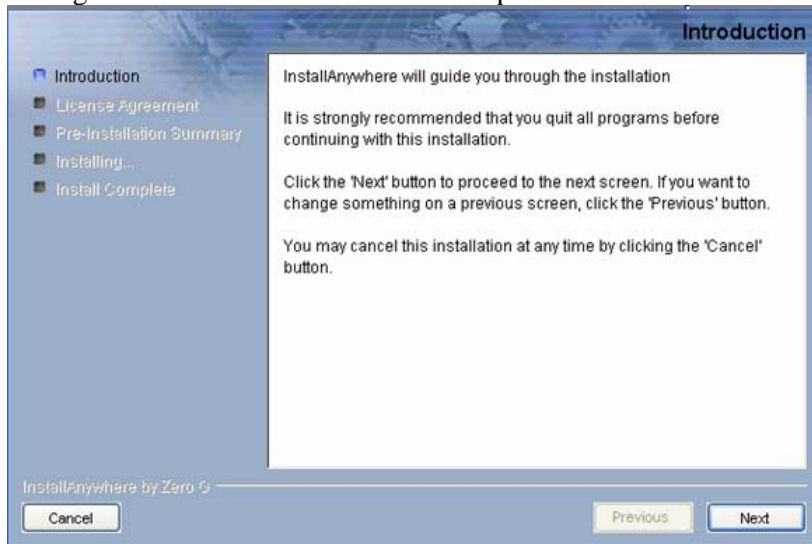 Introduction
Introduction
License Agreement
Pre-Installation Summary
Installing...
Install Complete
InstallAnywhere will guide you through the installation
It is strongly recommended that you quit all programs before
continuing with this installation.
Click the 'Next' button to proceed to the next screen. If you want to
change something on a previous screen, click the 'Previous' button.
You may cancel this installation at any time by clicking the 'Cancel'
button.
InstallAnywhere by Zero G
Cancel
Previous
Next